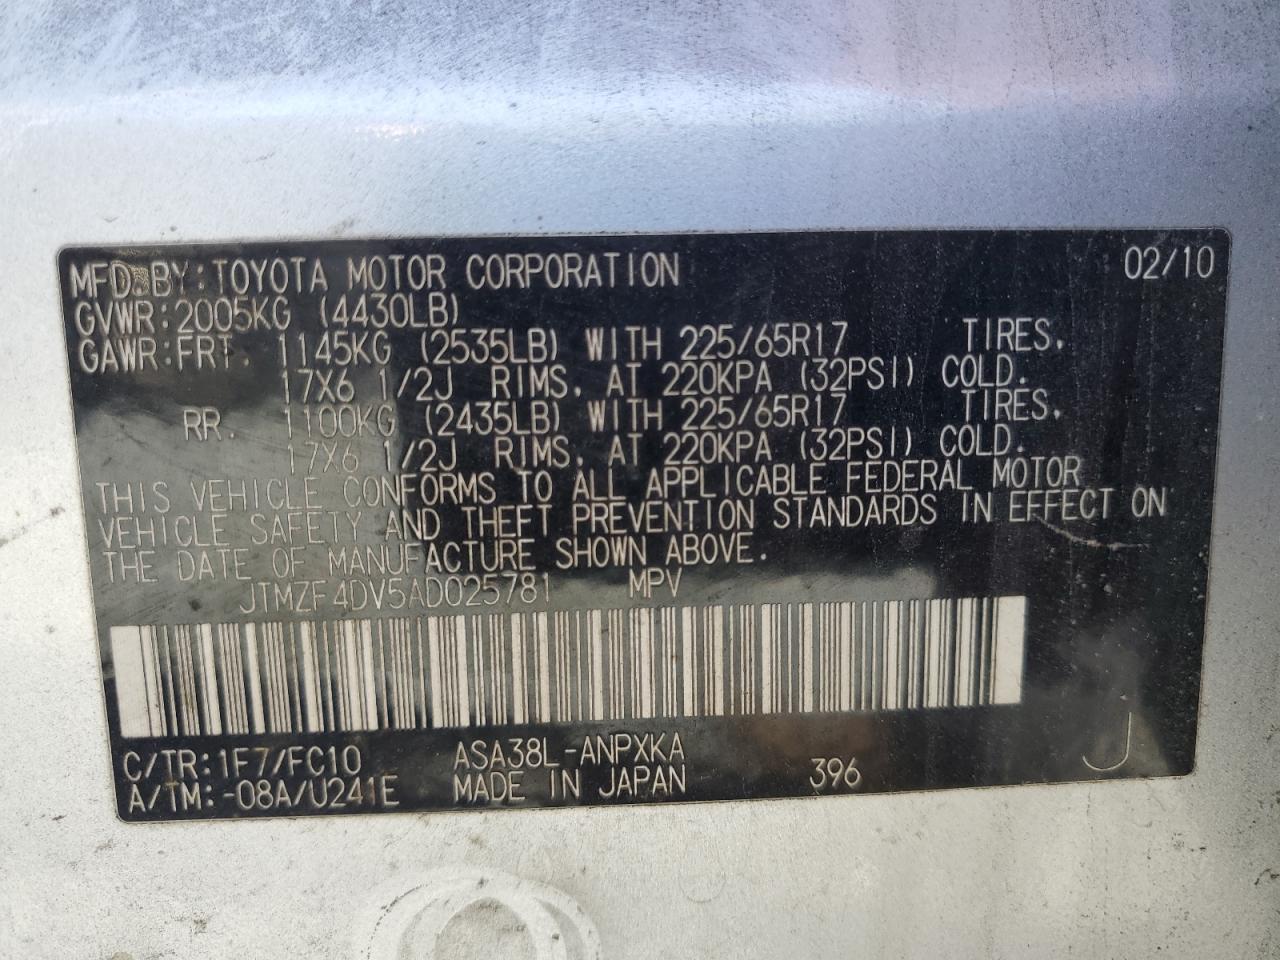 MFD.BY:TOYOTA MOTOR CORPORATION 02/10
GVWR:2005KG (4430LB)
GAWR:FRT. 1145KG (2535LB) WITH 225/65R17 TIRES,
17X6 1/2J RIMS, AT 220KPA (32PSI) COLD.
RR. 1100KG (2435LB) WITH 225/65R17 TIRES,
17X6 1/2J RIMS, AT 220KPA (32PSI) COLD.
THIS VEHICLE CONFORMS TO ALL APPLICABLE FEDERAL MOTOR
VEHICLE SAFETY AND THEFT PREVENTION STANDARDS IN EFFECT ON
THE DATE OF MANUFACTURE SHOWN ABOVE.
JTMZF4DV5AD025781 MPV
C/TR:1F7/FC10 ASA38L-ANPXKA
A/TM:-08A/U241E MADE IN JAPAN 396 J